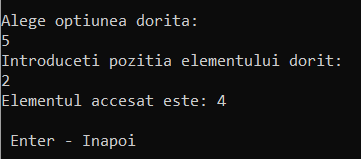 Alege optiunea dorita:
5
Introduceti pozitia elementului dorit:
2
Elementul accesat este: 4
Enter - Inapoi